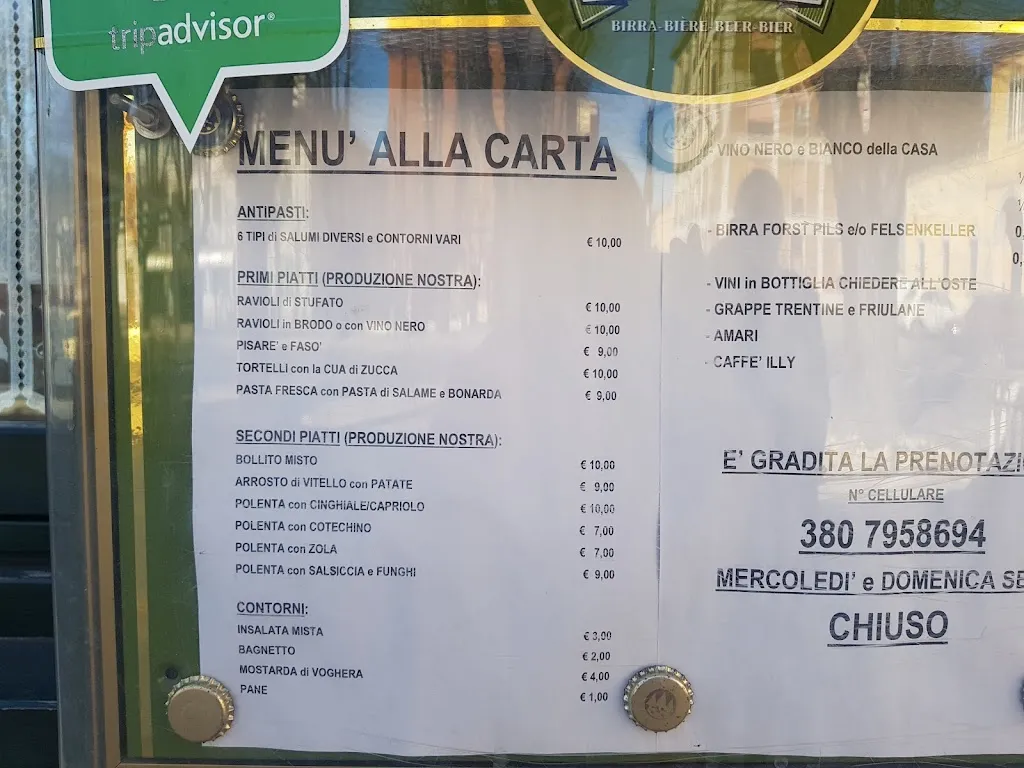 tripadvisor®
BIRRA-BIÈRE-BEER-BIER
MENU' ALLA CARTA
ANTIPASTI:
6 TIPI di SALUMI DIVERSI e CONTORNI VARI € 10,00
PRIMI PIATTI (PRODUZIONE NOSTRA):
RAVIOLI di STUFATO € 10,00
RAVIOLI in BRODO o con VINO NERO € 10,00
PISARE' e FASO' € 9,00
TORTELLI con la CUA di ZUCCA € 10,00
PASTA FRESCA con PASTA di SALAME e BONARDA € 9,00
SECONDI PIATTI (PRODUZIONE NOSTRA):
BOLLITO MISTO € 10,00
ARROSTO di VITELLO con PATATE € 9,00
POLENTA con CINGHIALE/CAPRIOLO € 10,00
POLENTA con COTECHINO € 7,00
POLENTA con ZOLA € 7,00
POLENTA con SALSICCIA e FUNGHI € 9,00
CONTORNI:
INSALATA MISTA € 3,00
BAGNETTO € 2,00
MOSTARDA di VOGHERA € 4,00
PANE € 1,00
- VINO NERO e BIANCO della CASA
- BIRRA FORST PILS e/o FELSENKELLER
- VINI in BOTTIGLIA CHIEDERE ALL'OSTE
- GRAPPE TRENTINE e FRIULANE
- AMARI
- CAFFE' ILLY
E' GRADITA LA PRENOTAZI
N° CELLULARE
380 7958694
MERCOLEDI' e DOMENICA SE
CHIUSO